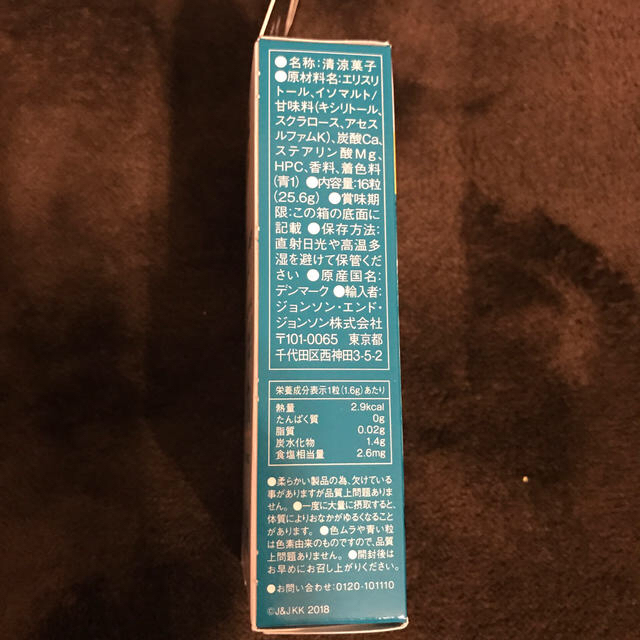 ●名称:清涼菓子
●原材料名:エリスリ
トール、イソマルト/
甘味料(キシリトール、
スクラロース、アセス
ルファムK)、炭酸Ca、
ステアリン酸Mg、
HPC、香料、着色料
(青1) ●内容量:16粒
(25.6g) ●賞味期
限:この箱の底面に
記載 ●保存方法:
直射日光や高温多
湿を避けて保管くだ
さい ●原産国名:
デンマーク ●輸入者:
ジョンソン・エンド・
ジョンソン株式会社
〒101-0065 東京都
千代田区西神田3-5-2
栄養成分表示1粒(1.6g)あたり
熱量 2.9kcal
たんぱく質 0g
脂質 0.02g
炭水化物 1.4g
食塩相当量 2.6mg
●柔らかい製品の為、欠けている
事がありますが品質上問題ありま
せん。●一度に大量に摂取すると、
体質によりおなかがゆるくなること
があります。●色ムラや青い粒
は色素由来のものですので、品質
上問題ありません。●開封後は
お早めにお召し上がりください。
●お問い合わせ:0120-101110
©J&JKK 2018